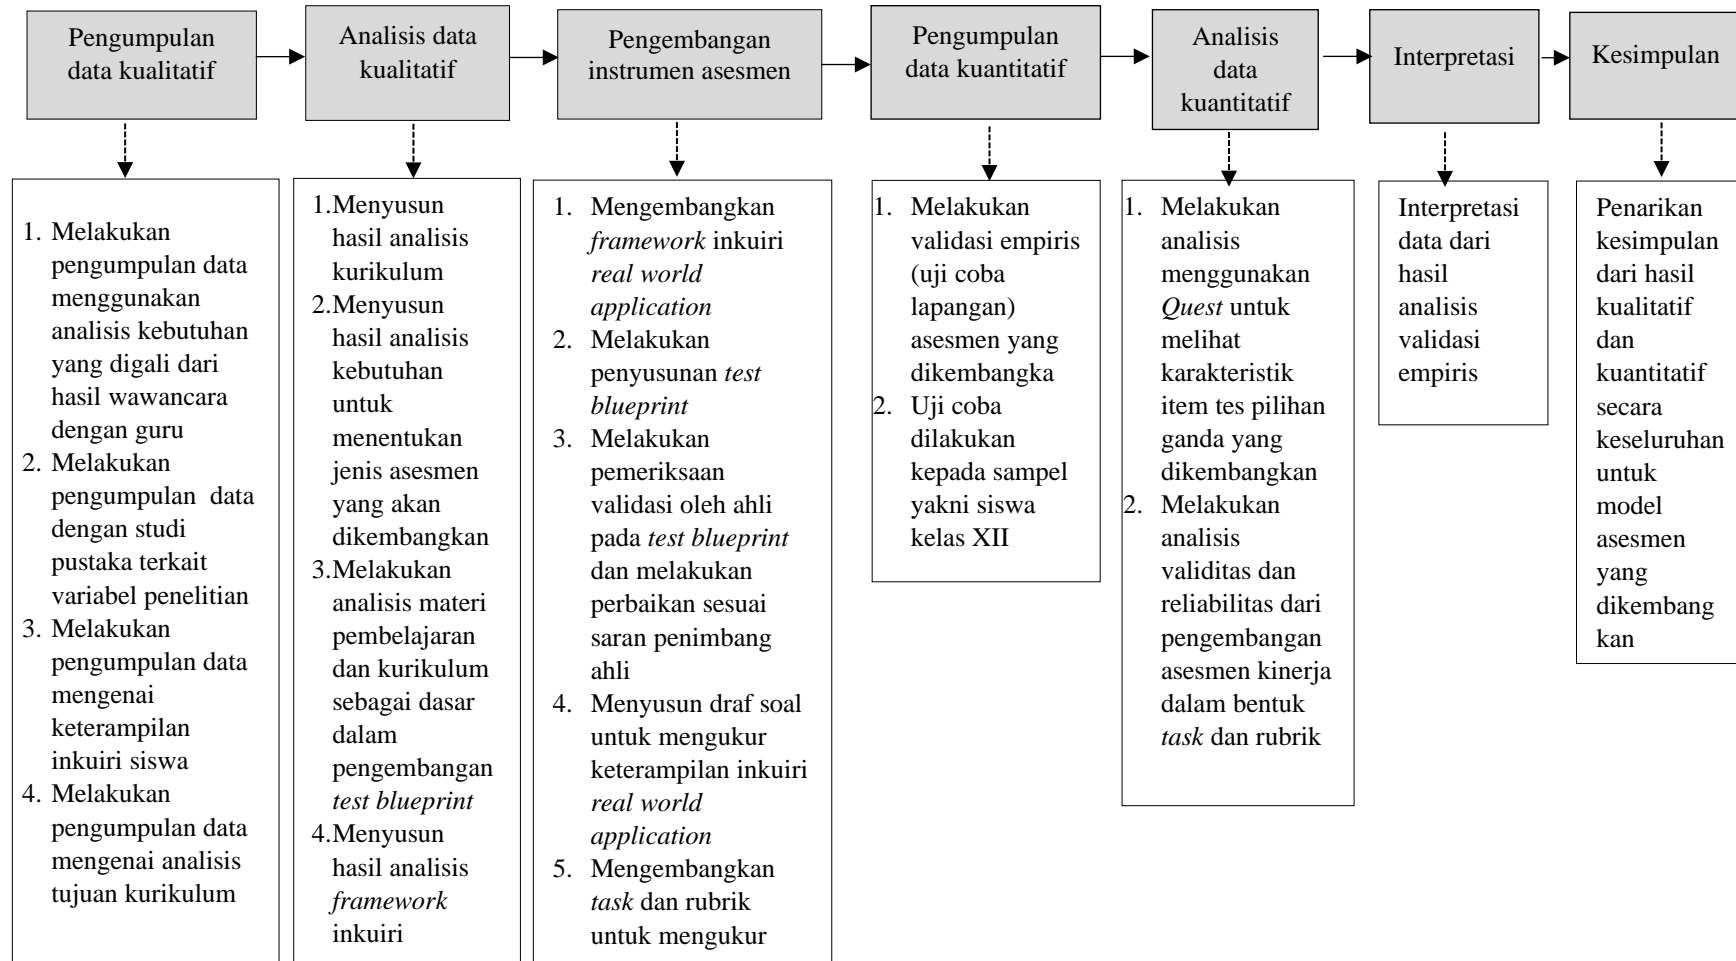 Pengumpulan
data kualitatif
Analisis data
kualitatif
Pengembangan
instrumen asesmen
Pengumpulan
data kuantitatif
Analisis
data
kuantitatif
Interpretasi
Kesimpulan
1. Melakukan
pengumpulan data
menggunakan
analisis kebutuhan
yang digali dari
hasil wawancara
dengan guru
2. Melakukan
pengumpulan data
dengan studi
pustaka terkait
variabel penelitian
3. Melakukan
pengumpulan data
mengenai
keterampilan
inkuiri siswa
4. Melakukan
pengumpulan data
mengenai analisis
tujuan kurikulum
1.Menyusun
hasil analisis
kurikulum
2.Menyusun
hasil analisis
kebutuhan
untuk
menentukan
jenis asesmen
yang akan
dikembangkan
3.Melakukan
analisis materi
pembelajaran
dan kurikulum
sebagai dasar
dalam
pengembangan
test blueprint
4.Menyusun
hasil analisis
framework
inkuiri
1. Mengembangkan
framework inkuiri
real world
application
2. Melakukan
penyusunan test
blueprint
3. Melakukan
pemeriksaan
validasi oleh ahli
pada test blueprint
dan melakukan
perbaikan sesuai
saran penimbang
ahli
4. Menyusun draf soal
untuk mengukur
keterampilan inkuiri
real world
application
5. Mengembangkan
task dan rubrik
untuk mengukur
1. Melakukan
validasi empiris
(uji coba
lapangan)
asesmen yang
dikembangka
2. Uji coba
dilakukan
kepada sampel
yakni siswa
kelas XII
1. Melakukan
analisis
menggunakan
Quest untuk
melihat
karakteristik
item tes pilihan
ganda yang
dikembangkan
2. Melakukan
analisis
validitas dan
reliabilitas dari
pengembangan
asesmen kinerja
dalam bentuk
task dan rubrik
Interpretasi
data dari
hasil
analisis
validasi
empiris
Penarikan
kesimpulan
dari hasil
kualitatif
dan
kuantitatif
secara
keseluruhan
untuk
model
asesmen
yang
dikembang
kan